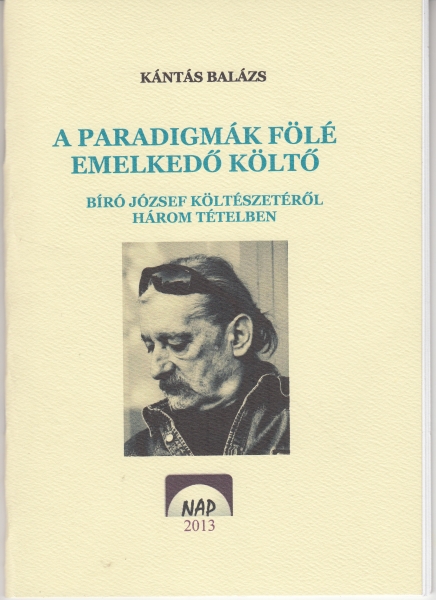 KÁNTÁS BALÁZS
A PARADIGMÁK FÖLÉ
EMELKEDŐ KÖLTŐ
BÍRÓ JÓZSEF KÖLTÉSZETÉRŐL
HÁROM TÉTELBEN
NAP
2013